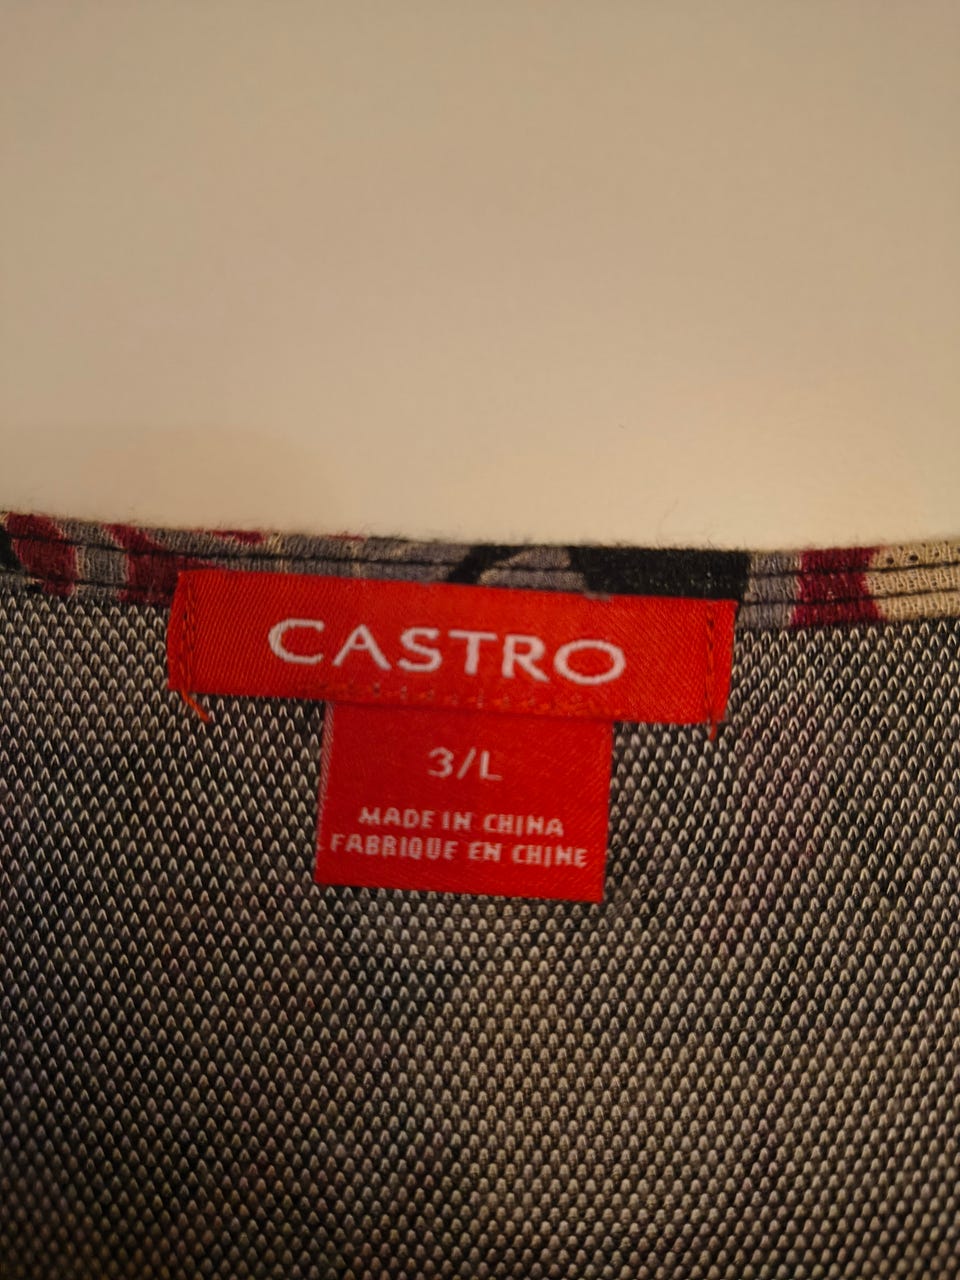 CASTRO
3/L
MADE IN CHINA
FABRIQUE EN CHINE